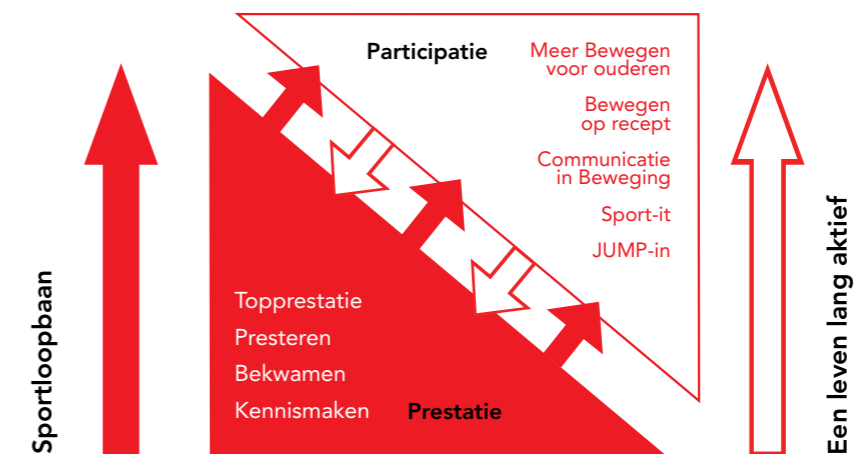 Participatie
Meer Bewegen
voor ouderen
Bewegen
op recept
Communicatie
in Beweging
Sport-it
JUMP-in
Topprestatie
Presteren
Bekwamen
Kennismaken
Prestatie
Sportloopbaan
Een leven lang aktief